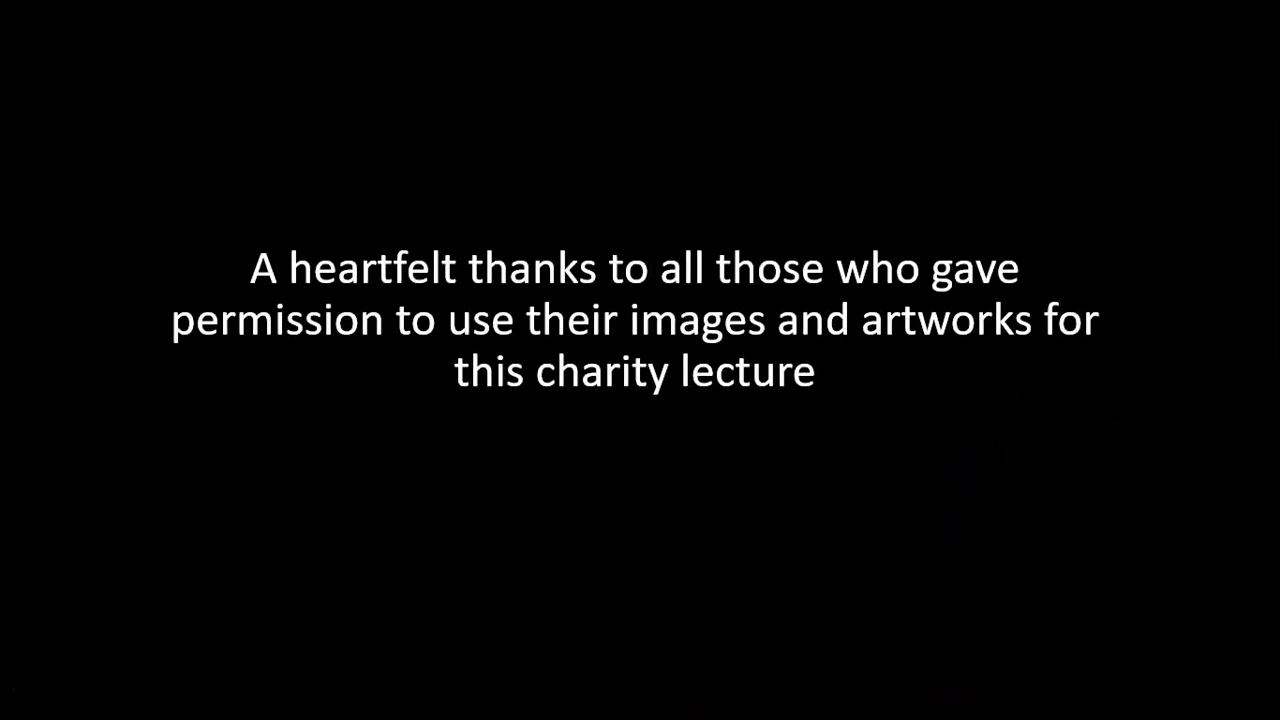 A heartfelt thanks to all those who gave
permission to use their images and artworks for
this charity lecture